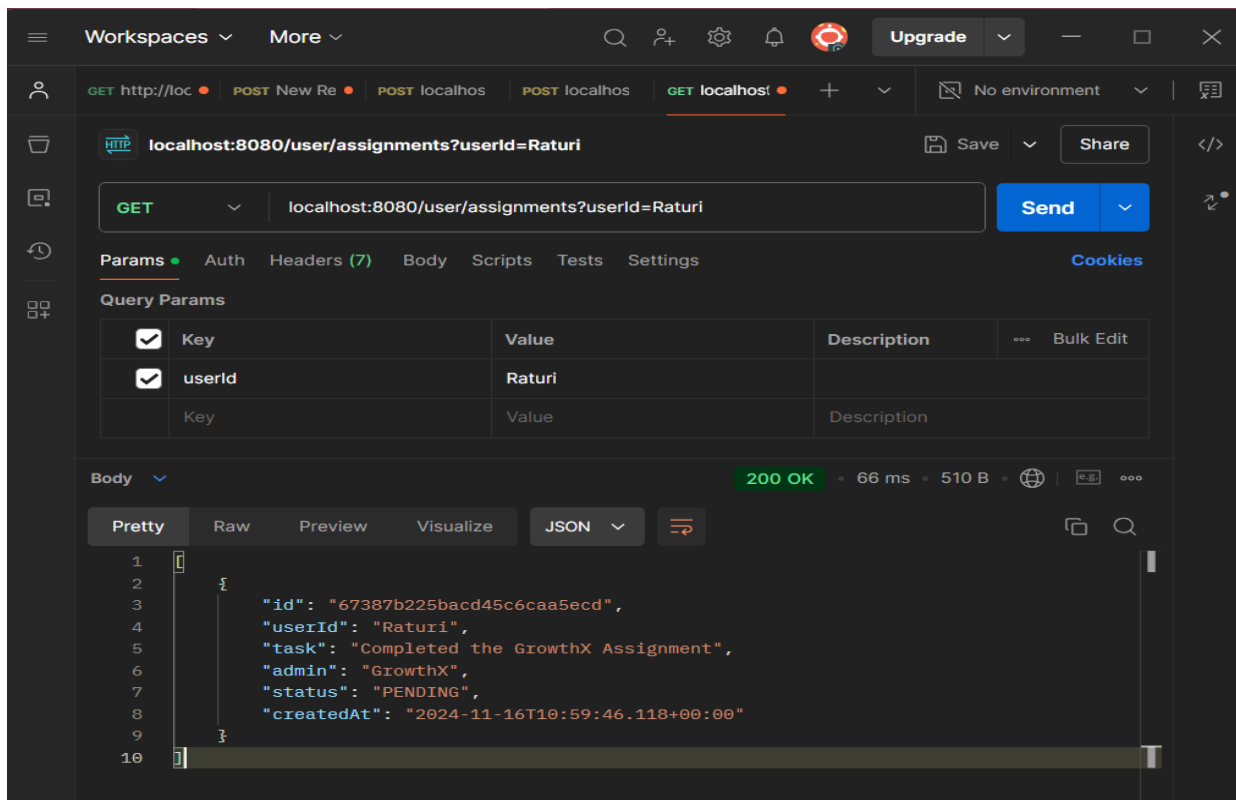 Workspaces More Upgrade
GET http://loc POST New Re POST localhos POST localhos GET localhost No environment
HTTP localhost:8080/user/assignments?userId=Raturi Save Share
GET localhost:8080/user/assignments?userId=Raturi Send
Params Auth Headers (7) Body Scripts Tests Settings Cookies
Query Params
Key Value Description Bulk Edit
userId Raturi
Key Value Description
Body 200 OK 66 ms 510 B e.g.
Pretty Raw Preview Visualize JSON
1 [
2 {
3 "id": "67387b225bacd45c6caa5ecd",
4 "userId": "Raturi",
5 "task": "Completed the GrowthX Assignment",
6 "admin": "GrowthX",
7 "status": "PENDING",
8 "createdAt": "2024-11-16T10:59:46.118+00:00"
9 }
10 ]